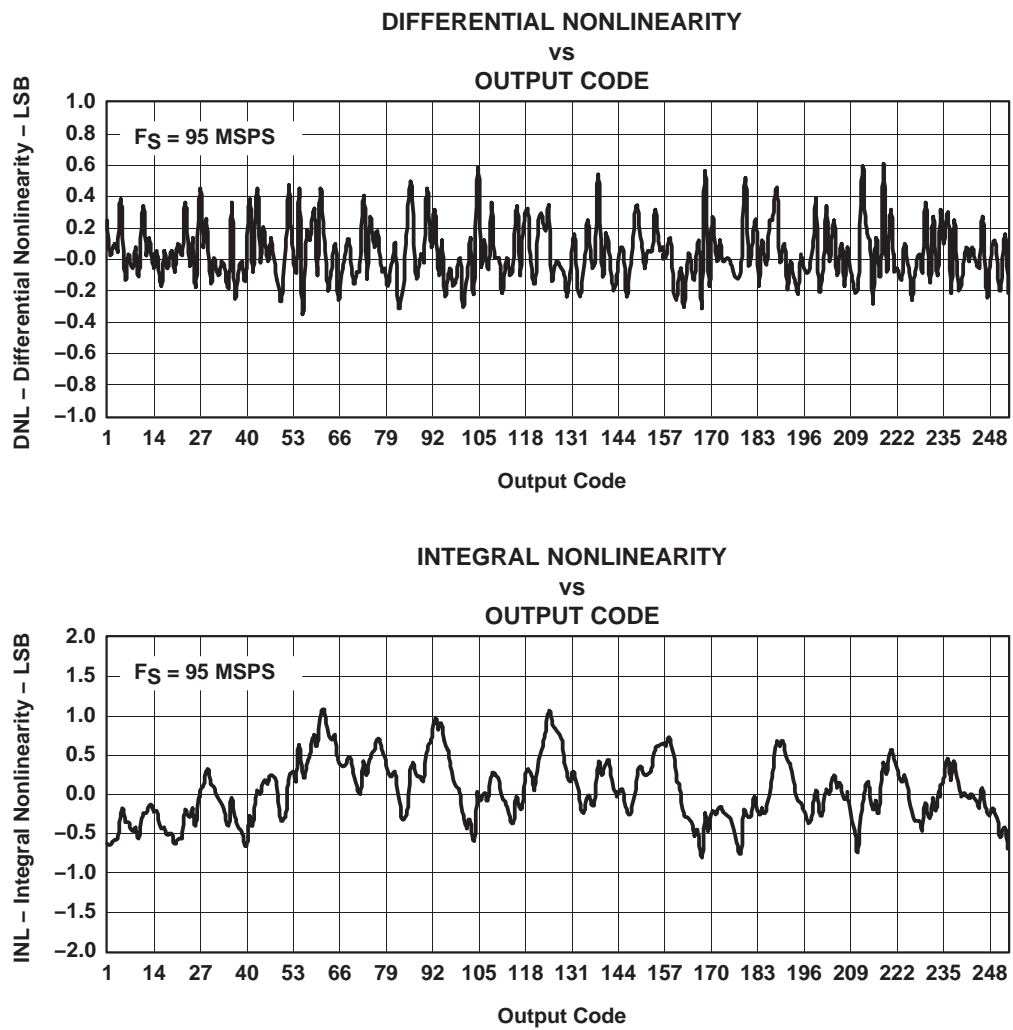 DIFFERENTIAL NONLINEARITY
vs
OUTPUT CODE
DNL – Differential Nonlinearity – LSB
1.0
0.8
0.6
0.4
0.2
–0.0
–0.2
–0.4
–0.6
–0.8
–1.0
FS = 95 MSPS
1 14 27 40 53 66 79 92 105 118 131 144 157 170 183 196 209 222 235 248
Output Code
INTEGRAL NONLINEARITY
vs
OUTPUT CODE
INL – Integral Nonlinearity – LSB
2.0
1.5
1.0
0.5
0.0
–0.5
–1.0
–1.5
–2.0
FS = 95 MSPS
1 14 27 40 53 66 79 92 105 118 131 144 157 170 183 196 209 222 235 248
Output Code